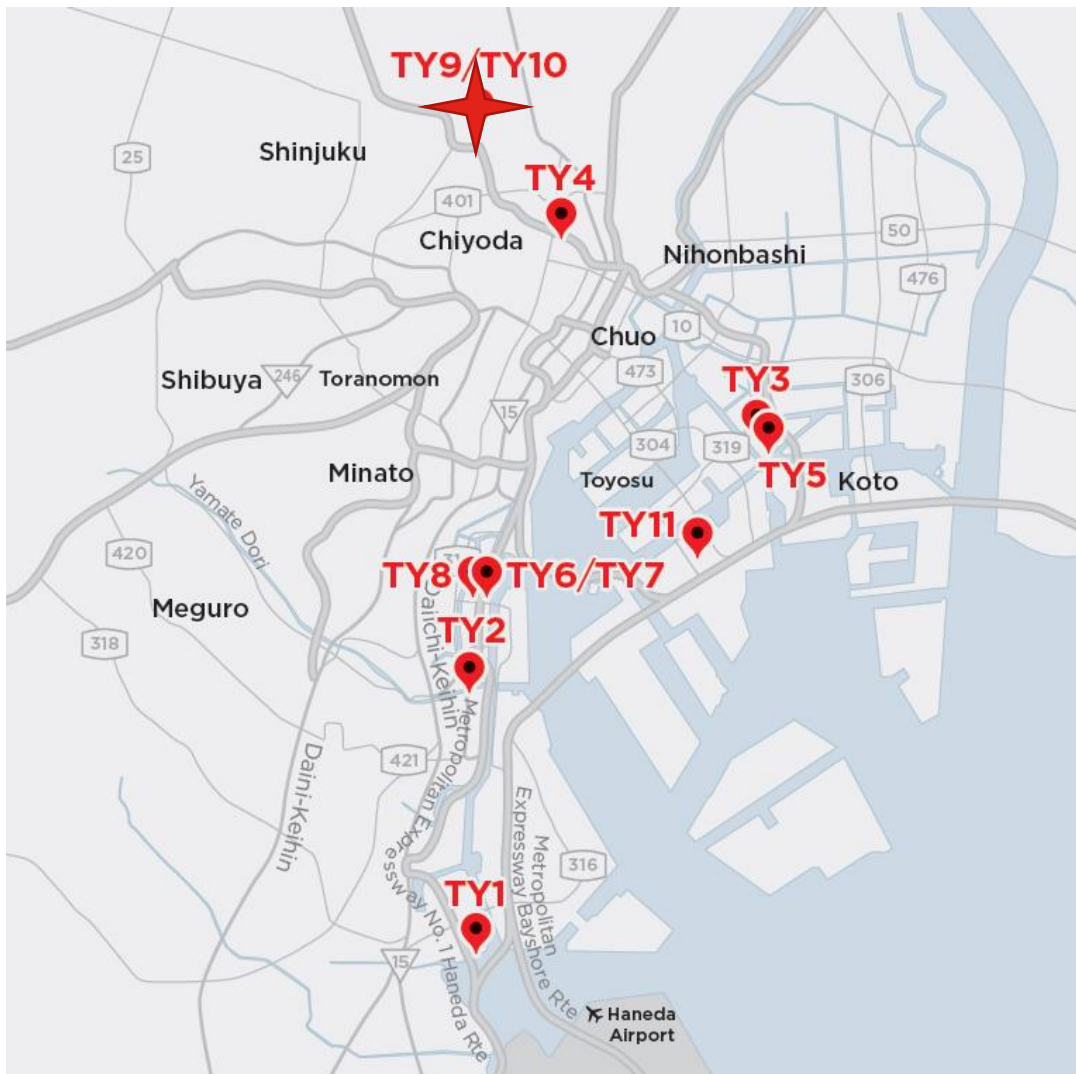 TY9/TY10
25
Shinjuku
TY4
401
Chiyoda
50
Nihonbashi
476
10
Chuo
473
TY3
Shibuya
246
Toranomon
306
15
304
319
Minato
Toyosu
TY5
Koto
Yamate Dori
TY11
420
TY8
TY6/TY7
Meguro
318
TY2
Daiichi-Keihin
421
Daini-Keihin
Metropolitan Expressway No. 1 Haneda Rte
Metropolitan
Expressway Bayshore Rte
316
TY1
15
Haneda
Airport